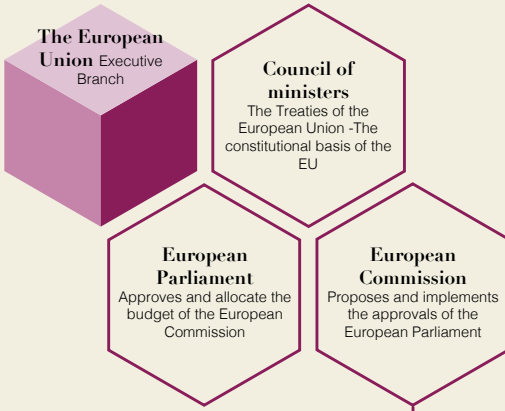 The European
Union Executive
Branch
Council of
ministers
The Treaties of the
European Union -The
constitutional basis of the
EU
European
Parliament
Approves and allocate the
budget of the European
Commission
European
Commission
Proposes and implements
the approvals of the
European Parliament